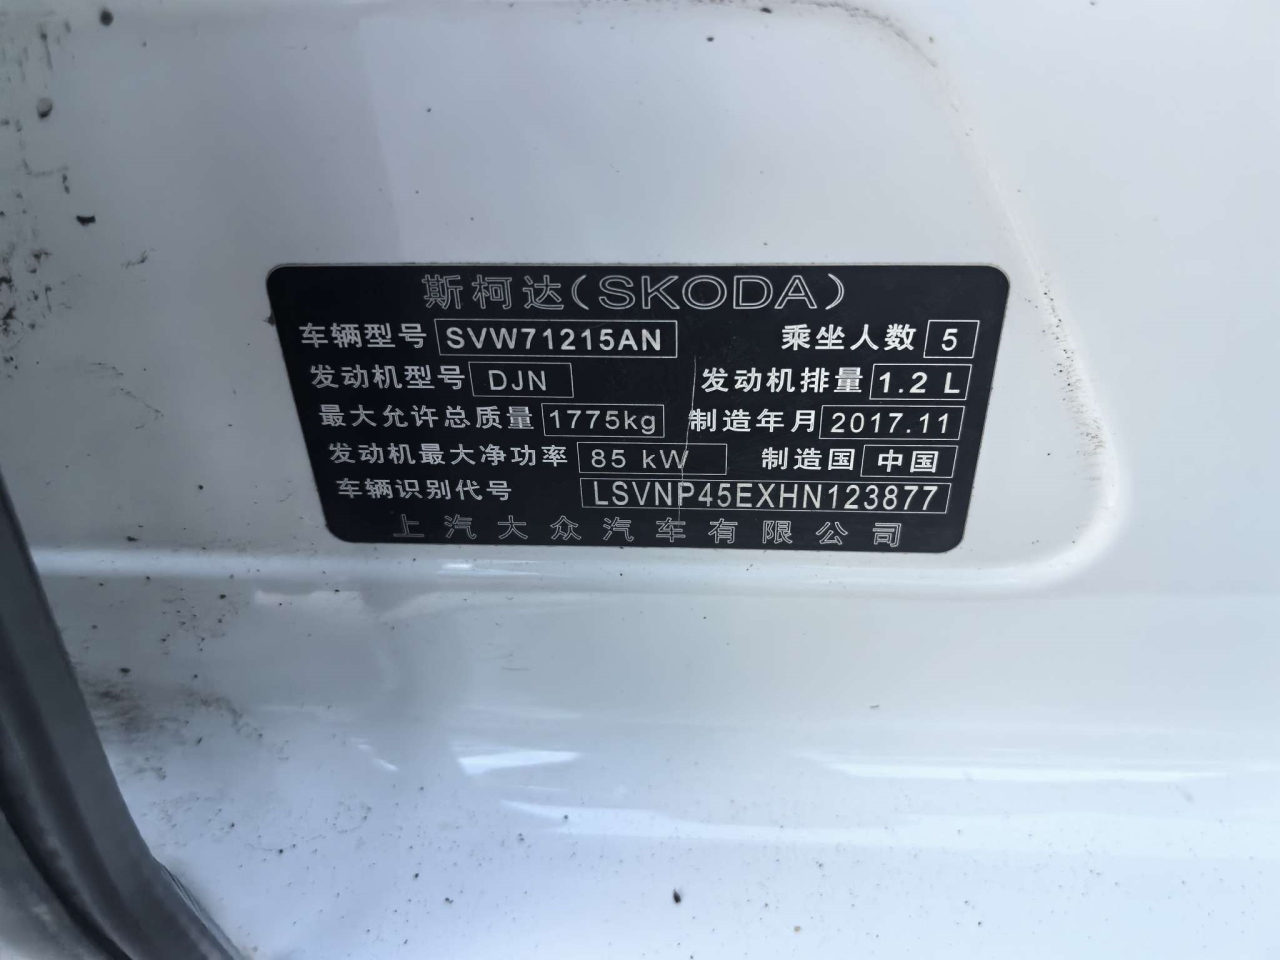 斯柯达(SKODA)
车辆型号 SVW71215AN 乘坐人数 5
发动机型号 DJN 发动机排量 1.2 L
最大允许总质量 1775kg 制造年月 2017.11
发动机最大净功率 85 kW 制造国 中国
车辆识别代号 LSVNP45EXHN123877
上汽大众汽车有限公司